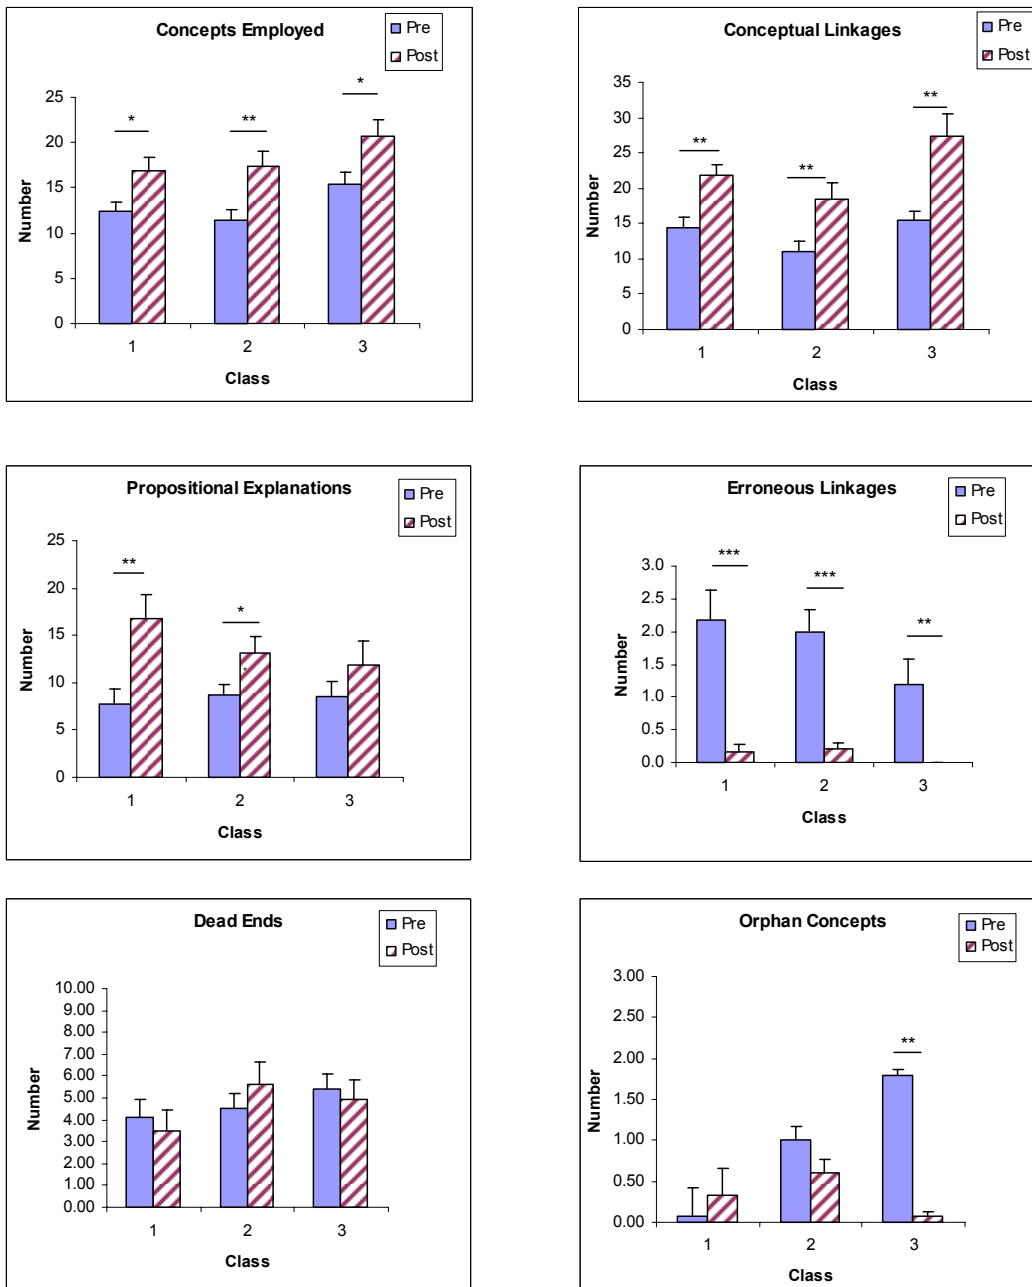 Concepts Employed
Pre
Post
25
20
15
10
5
0
Number
*
**
*
1 2 3
Class
Conceptual Linkages
Pre
Post
35
30
25
20
15
10
5
0
Number
**
**
**
1 2 3
Class
Propositional Explanations
Pre
Post
25
20
15
10
5
0
Number
**
*
1 2 3
Class
Erroneous Linkages
Pre
Post
3.0
2.5
2.0
1.5
1.0
0.5
0.0
Number
***
***
**
1 2 3
Class
Dead Ends
Pre
Post
10.00
9.00
8.00
7.00
6.00
5.00
4.00
3.00
2.00
1.00
0.00
Number
1 2 3
Class
Orphan Concepts
Pre
Post
3.00
2.50
2.00
1.50
1.00
0.50
0.00
Number
**
1 2 3
Class